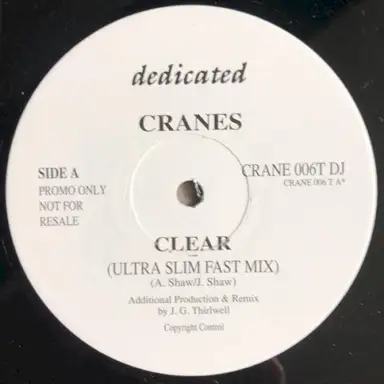 dedicated
CRANES
SIDE A
PROMO ONLY
NOT FOR
RESALE
CRANE 006T DJ
CRANE 006 T A*
CLEAR
(ULTRA SLIM FAST MIX)
(A. Shaw/J. Shaw)
Additional Production & Remix
by J. G. Thirlwell
Copyright Control